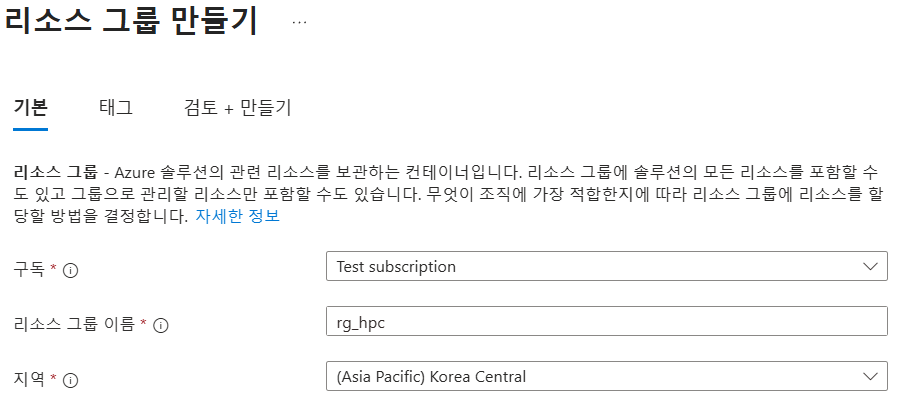 리소스 그룹 만들기 ...
기본 태그 검토 + 만들기
리소스 그룹 - Azure 솔루션의 관련 리소스를 보관하는 컨테이너입니다. 리소스 그룹에 솔루션의 모든 리소스를 포함할 수
도 있고 그룹으로 관리할 리소스만 포함할 수도 있습니다. 무엇이 조직에 가장 적합한지에 따라 리소스 그룹에 리소스를 할
당할 방법을 결정합니다. 자세한 정보
구독 * Test subscription
리소스 그룹 이름 * rg_hpc
지역 * (Asia Pacific) Korea Central